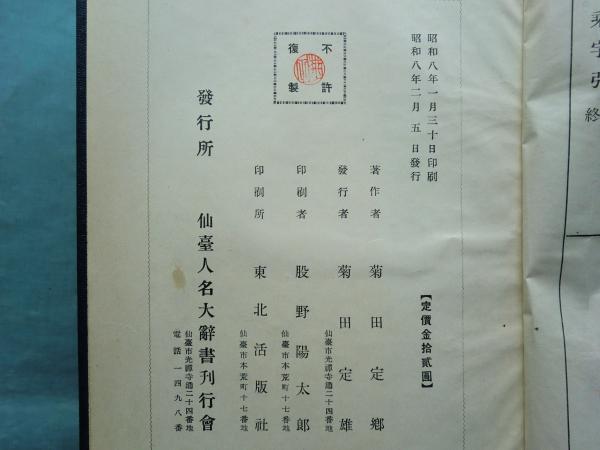 乘字引
終
昭和八年一月三十日印刷
昭和八年二月五日發行
不許
復製
【定價金拾貳圓】
著作者 菊田定鄕
發行者 菊田定雄
仙臺市光禪寺通二十四番地
印刷者 股野陽太郎
仙臺市本荒町十七番地
印刷所 東北活版社
仙臺市本荒町十七番地
發行所 仙臺人名大辭書刊行會
仙臺市光禪寺通二十四番地
電話一四九八番